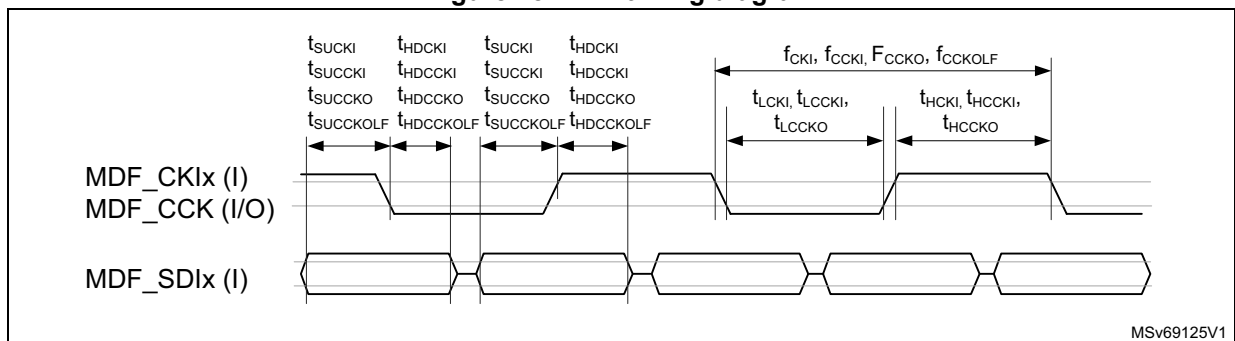 tSUCKI tHDCKI tSUCKI tHDCKI
tSUCCKI tHDCCKI tSUCCKI tHDCCKI
tSUCCKO tHDCCKO tSUCCKO tHDCCKO
tSUCCKOLF tHDCCKOLF tSUCCKOLF tHDCCKOLF
fCKI, fCCKI, FCCKO, fCCKOLF
tLCKI, tLCCKI,
tLCCKO
tHCKI, tHCCKI,
tHCCKO
MDF_CKIx (I)
MDF_CCK (I/O)
MDF_SDIx (I)
MSv69125V1